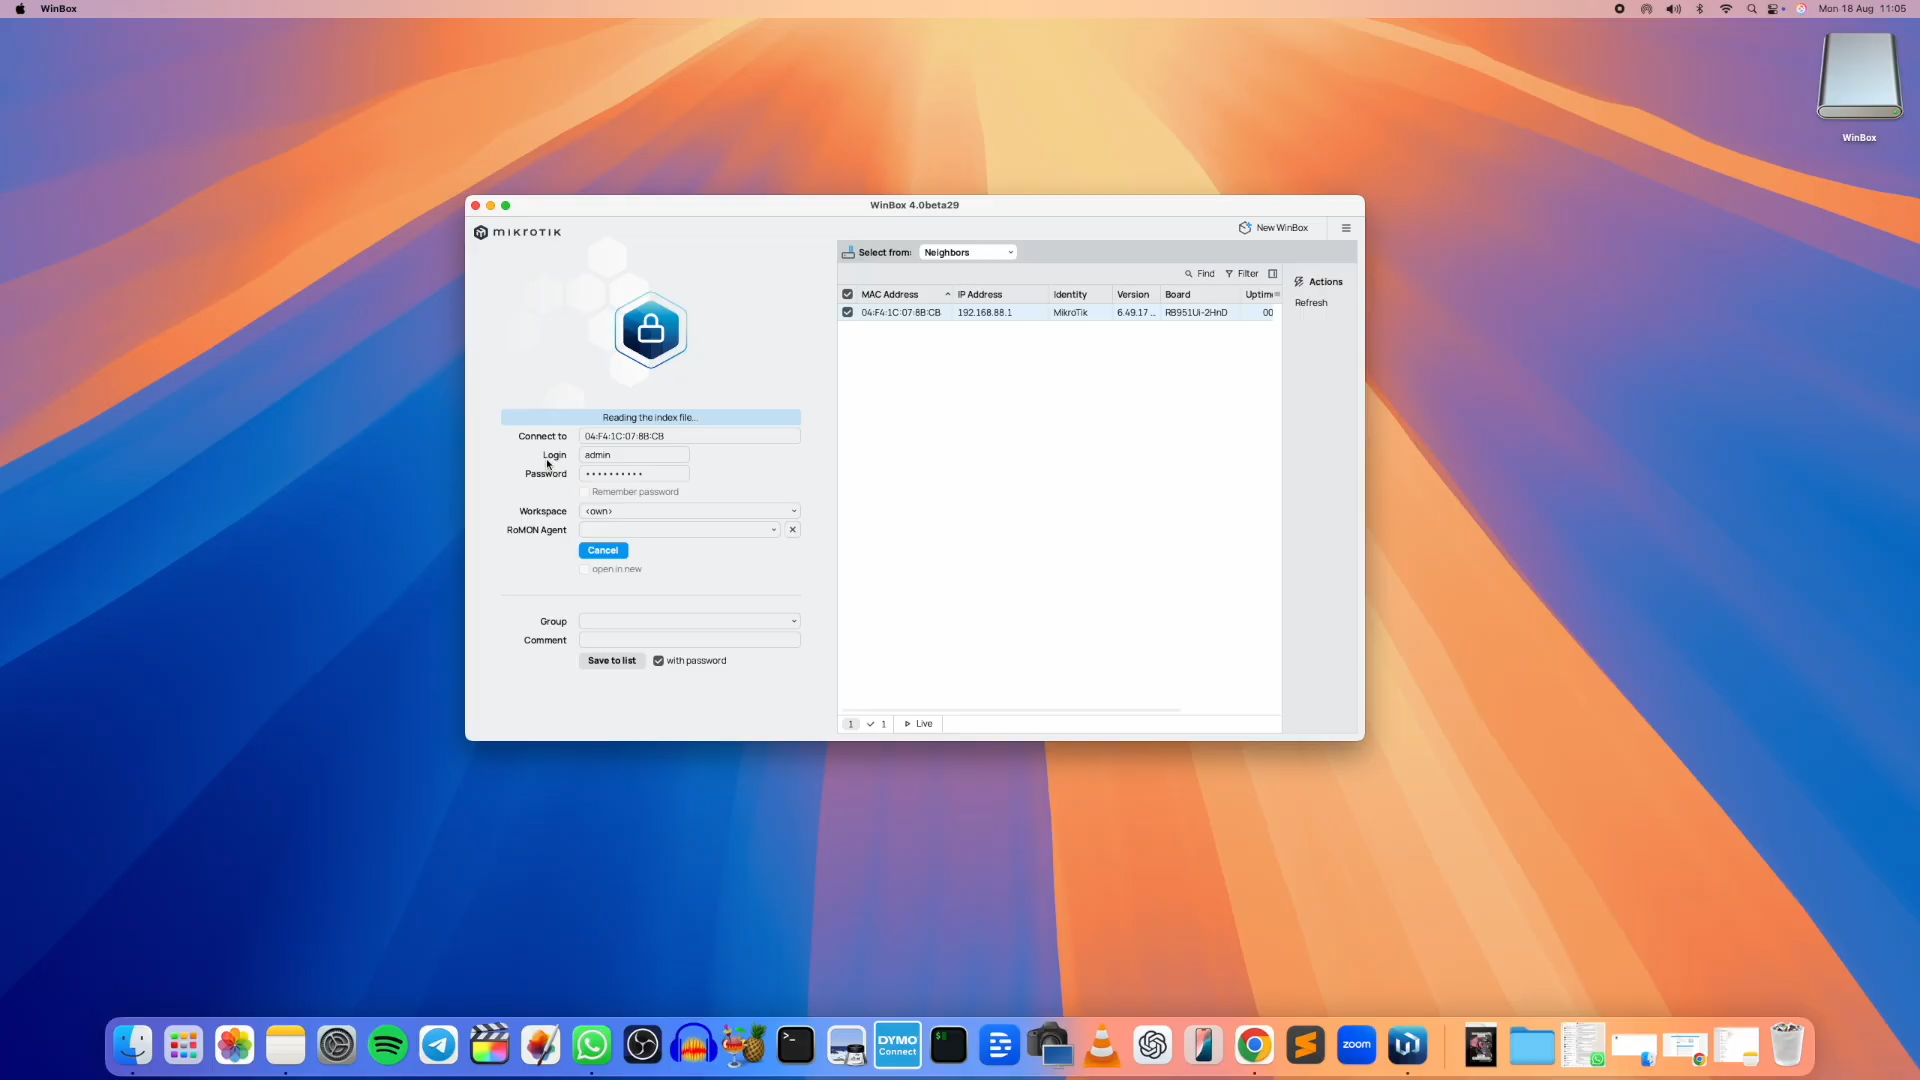 WinBox
Mon 18 Aug 11:05
WinBox
WinBox 4.0beta29
MIKROTIK
New WinBox
Select from: Neighbors
Find Filter
Actions
Refresh
MAC Address IP Address Identity Version Board Uptim
04:F4:1C:07:8B:CB 192.168.88.1 MikroTik 6.49.17 ... RB951Ui-2HnD 00
Reading the index file...
Connect to 04:F4:1C:07:8B:CB
Login admin
Password ••••••••••
Remember password
Workspace <own>
RoMON Agent
Cancel
open in new
Group
Comment
Save to list with password
1 1 Live
DYMO
Connect
zoom